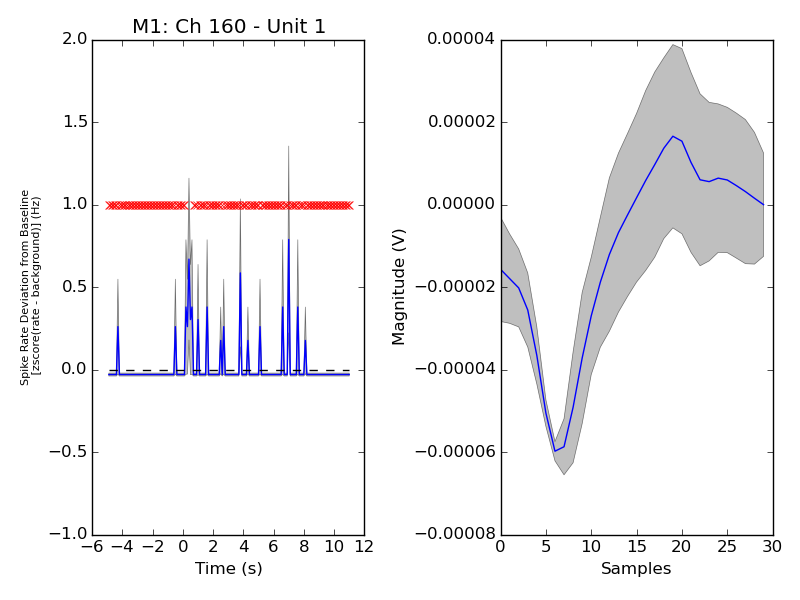 M1: Ch 160 - Unit 1
Spike Rate Deviation from Baseline
[zscore(rate - background)] (Hz)
2.0
1.5
1.0
0.5
0.0
−0.5
−1.0
−6 −4 −2 0 2 4 6 8 10 12
Time (s)
Magnitude (V)
0.00004
0.00002
0.00000
−0.00002
−0.00004
−0.00006
−0.00008
0 5 10 15 20 25 30
Samples